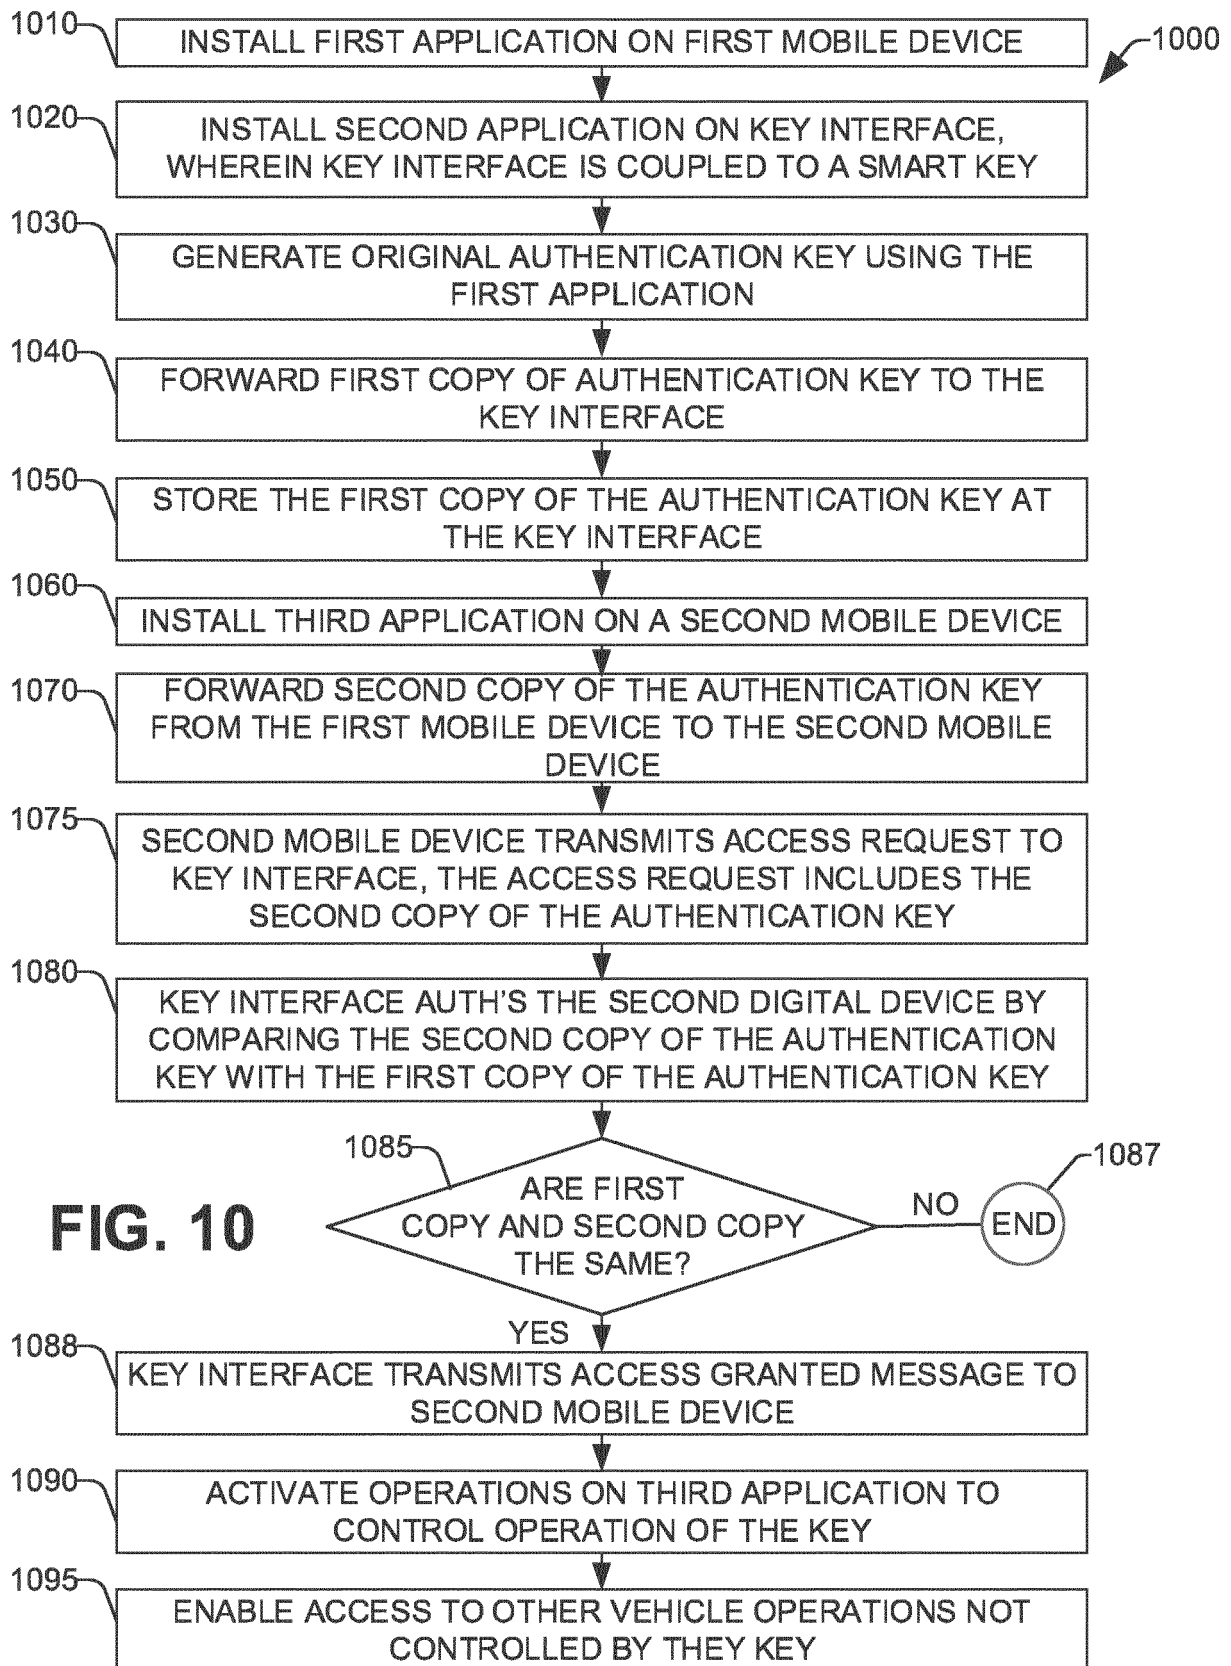 1010
INSTALL FIRST APPLICATION ON FIRST MOBILE DEVICE
1000
1020
INSTALL SECOND APPLICATION ON KEY INTERFACE,
WHEREIN KEY INTERFACE IS COUPLED TO A SMART KEY
1030
GENERATE ORIGINAL AUTHENTICATION KEY USING THE
FIRST APPLICATION
1040
FORWARD FIRST COPY OF AUTHENTICATION KEY TO THE
KEY INTERFACE
1050
STORE THE FIRST COPY OF THE AUTHENTICATION KEY AT
THE KEY INTERFACE
1060
INSTALL THIRD APPLICATION ON A SECOND MOBILE DEVICE
1070
FORWARD SECOND COPY OF THE AUTHENTICATION KEY
FROM THE FIRST MOBILE DEVICE TO THE SECOND MOBILE
DEVICE
1075
SECOND MOBILE DEVICE TRANSMITS ACCESS REQUEST TO
KEY INTERFACE, THE ACCESS REQUEST INCLUDES THE
SECOND COPY OF THE AUTHENTICATION KEY
1080
KEY INTERFACE AUTH'S THE SECOND DIGITAL DEVICE BY
COMPARING THE SECOND COPY OF THE AUTHENTICATION
KEY WITH THE FIRST COPY OF THE AUTHENTICATION KEY
1085
ARE FIRST
COPY AND SECOND COPY
THE SAME?
NO
END
1087
FIG. 10
YES
1088
KEY INTERFACE TRANSMITS ACCESS GRANTED MESSAGE TO
SECOND MOBILE DEVICE
1090
ACTIVATE OPERATIONS ON THIRD APPLICATION TO
CONTROL OPERATION OF THE KEY
1095
ENABLE ACCESS TO OTHER VEHICLE OPERATIONS NOT
CONTROLLED BY THEY KEY